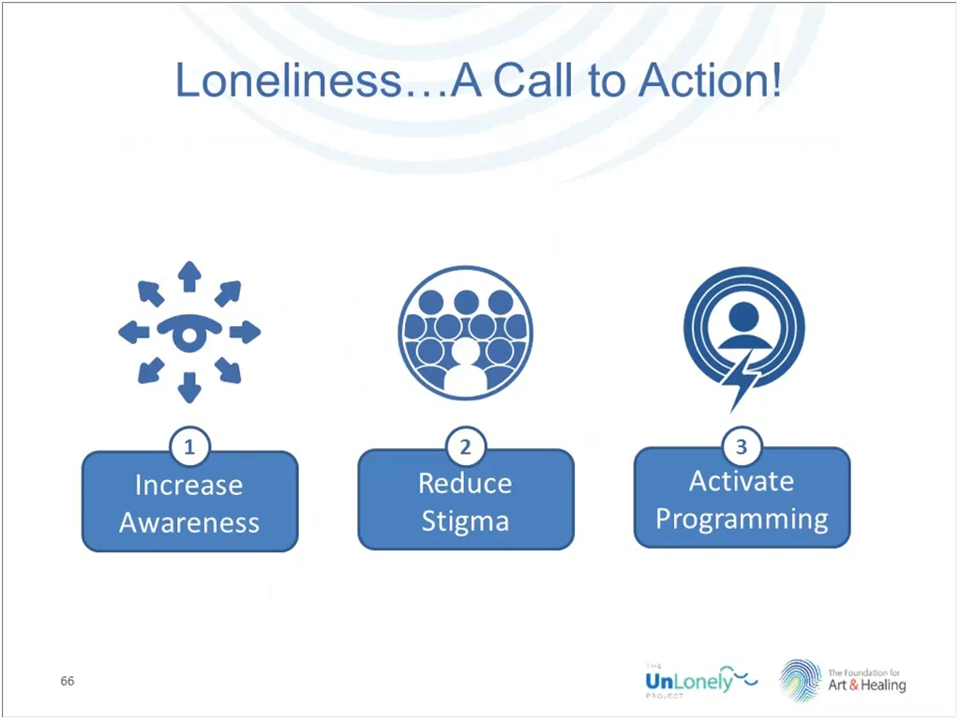 Loneliness…A Call to Action!
1
Increase
Awareness
2
Reduce
Stigma
3
Activate
Programming
66
THE
UnLonely
PROJECT
The Foundation for
Art & Healing